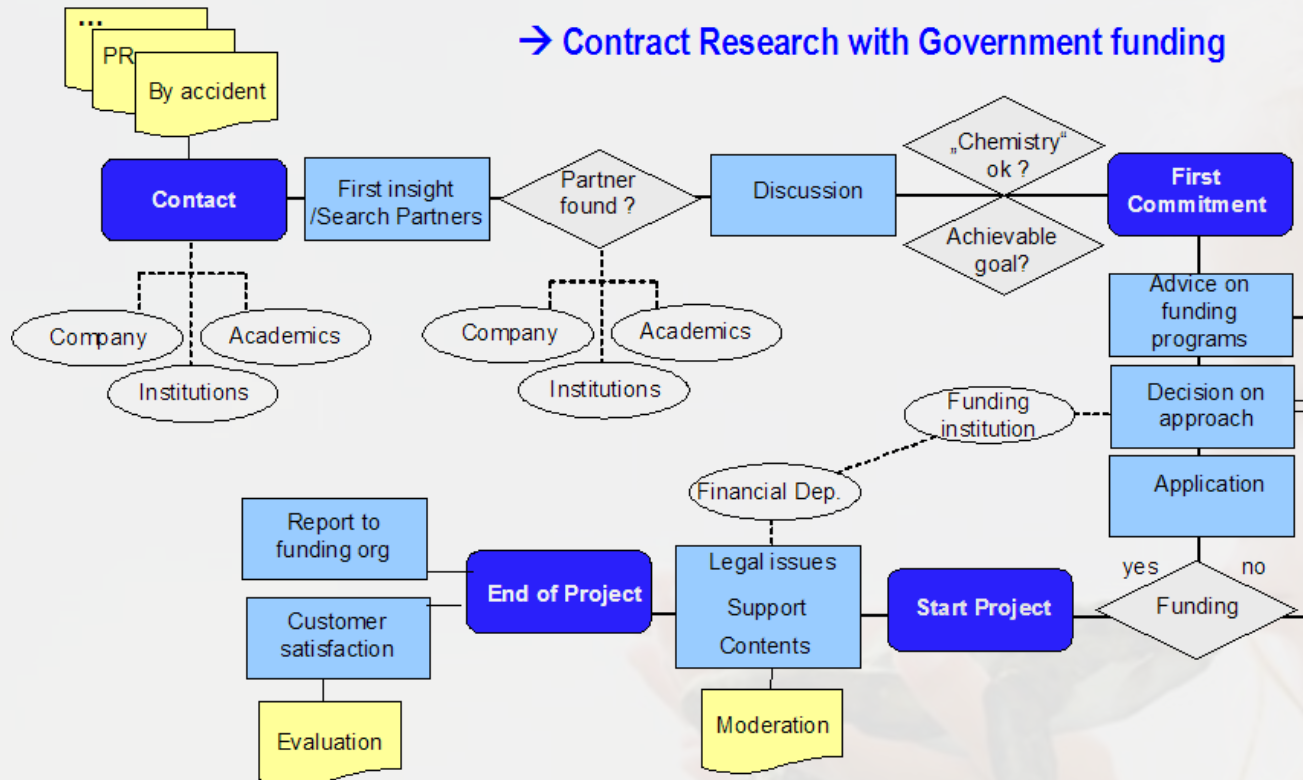 ...
PR
By accident
→ Contract Research with Government funding
Contact
First insight
/Search Partners
Partner
found ?
Discussion
„Chemistry“
ok ?
Achievable
goal?
First
Commitment
Company
Academics
Institutions
Company
Academics
Institutions
Advice on
funding
programs
Decision on
approach
Funding
institution
Application
Financial Dep.
yes
no
Funding
Start Project
Legal issues
Support
Contents
Moderation
End of Project
Report to
funding org
Customer
satisfaction
Evaluation